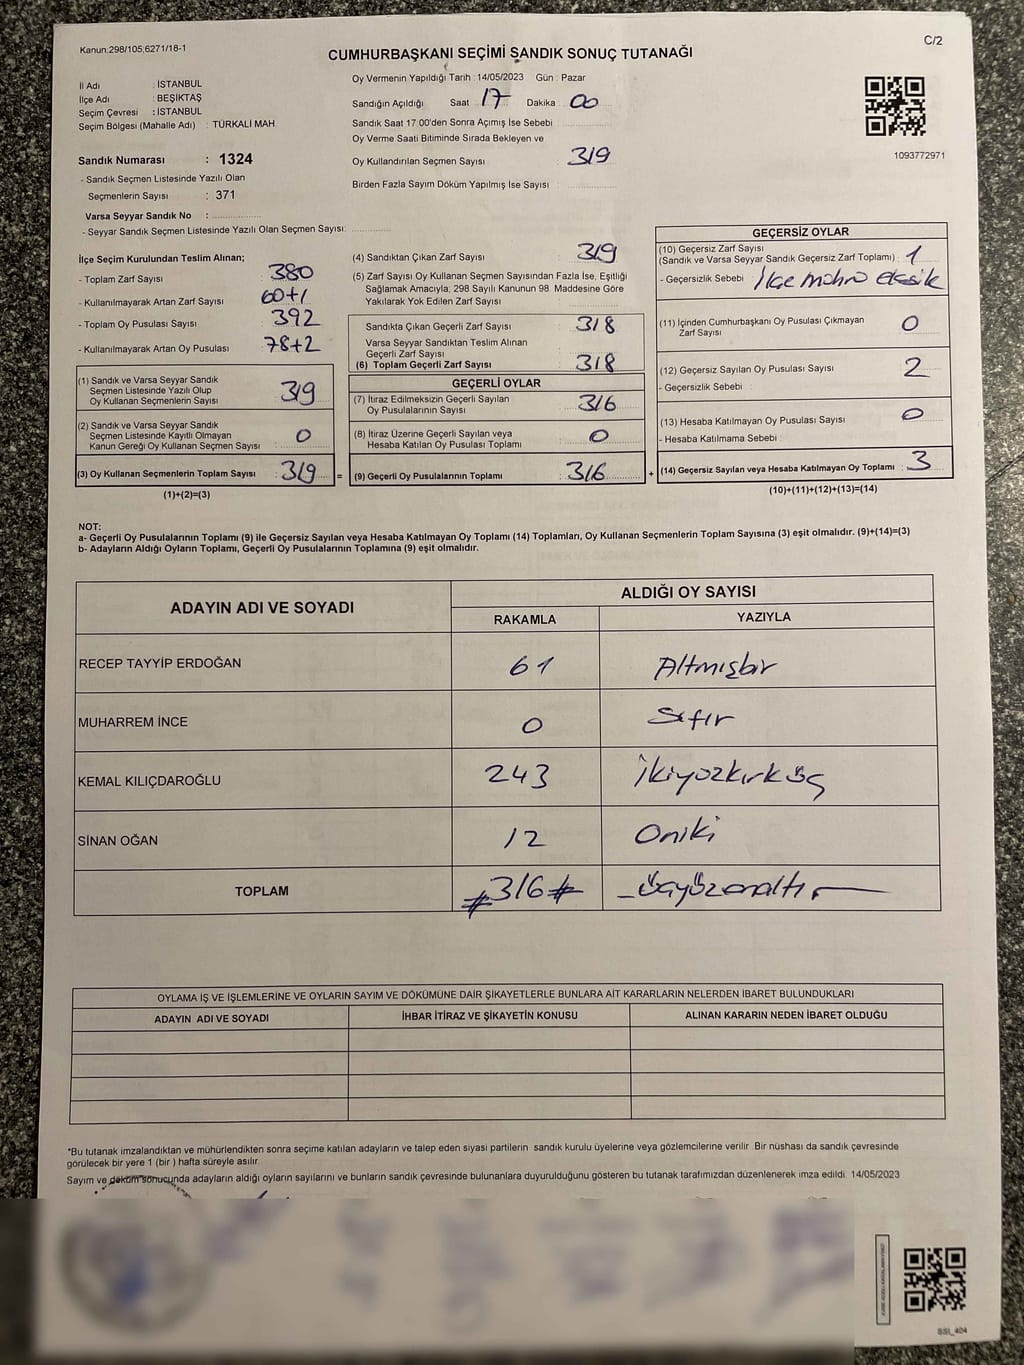 Kanun:298/105;6271/18-1
C/2
CUMHURBAŞKANI SEÇİMİ SANDIK SONUÇ TUTANAĞI
İl Adı : İSTANBUL
İlçe Adı : BEŞİKTAŞ
Seçim Çevresi : İSTANBUL
Seçim Bölgesi (Mahalle Adı) : TÜRKALİ MAH.
Sandık Numarası : 1324
- Sandık Seçmen Listesinde Yazılı Olan
Seçmenlerin Sayısı : 371
Varsa Seyyar Sandık No :
- Seyyar Sandık Seçmen Listesinde Yazılı Olan Seçmen Sayısı:
Oy Vermenin Yapıldığı Tarih : 14/05/2023 Gün : Pazar
Sandığın Açıldığı Saat 17 Dakika 00
Sandık Saat 17:00'den Sonra Açımış İse Sebebi
Oy Verme Saati Bitiminde Sırada Bekleyen ve
Oy Kullandırılan Seçmen Sayısı : 319
Birden Fazla Sayım Döküm Yapılmış İse Sayısı :
1093772971
İlçe Seçim Kurulundan Teslim Alınan;
- Toplam Zarf Sayısı : 380
- Kullanılmayarak Artan Zarf Sayısı : 60+1
- Toplam Oy Pusulası Sayısı : 392
- Kullanılmayarak Artan Oy Pusulası : 78+2
(1) Sandık ve Varsa Seyyar Sandık
Seçmen Listesinde Yazılı Olup
Oy Kullanan Seçmenlerin Sayısı : 319
(2) Sandık ve Varsa Seyyar Sandık
Seçmen Listesinde Kayıtlı Olmayan
Kanun Gereği Oy Kullanan Seçmen Sayısı : 0
(3) Oy Kullanan Seçmenlerin Toplam Sayısı : 319
(1)+(2)=(3)
(4) Sandıktan Çıkan Zarf Sayısı : 319
(5) Zarf Sayısı Oy Kullanan Seçmen Sayısından Fazla İse, Eşitliği
Sağlamak Amacıyla, 298 Sayılı Kanunun 98. Maddesine Göre
Yakılarak Yok Edilen Zarf Sayısı :
Sandıkta Çıkan Geçerli Zarf Sayısı : 318
Varsa Seyyar Sandıktan Teslim Alınan
Geçerli Zarf Sayısı
(6) Toplam Geçerli Zarf Sayısı : 318
GEÇERLİ OYLAR
(7) İtiraz Edilmeksizin Geçerli Sayılan
Oy Pusulalarının Sayısı : 316
(8) İtiraz Üzerine Geçerli Sayılan veya
Hesaba Katılan Oy Pusulası Toplamı : 0
= (9) Geçerli Oy Pusulalarının Toplamı : 316 +
GEÇERSİZ OYLAR
(10) Geçersiz Zarf Sayısı
(Sandık ve Varsa Seyyar Sandık Geçersiz Zarf Toplamı) : 1
- Geçersizlik Sebebi : İlçe mührü eksik
(11) İçinden Cumhurbaşkanı Oy Pusulası Çıkmayan
Zarf Sayısı : 0
(12) Geçersiz Sayılan Oy Pusulası Sayısı : 2
- Geçersizlik Sebebi :
(13) Hesaba Katılmayan Oy Pusulası Sayısı : 0
- Hesaba Katılmama Sebebi :
(14) Geçersiz Sayılan veya Hesaba Katılmayan Oy Toplamı : 3
(10)+(11)+(12)+(13)=(14)
NOT:
a- Geçerli Oy Pusulalarının Toplamı (9) ile Geçersiz Sayılan veya Hesaba Katılmayan Oy Toplamı (14) Toplamları, Oy Kullanan Seçmenlerin Toplam Sayısına (3) eşit olmalıdır. (9)+(14)=(3)
b- Adayların Aldığı Oyların Toplamı, Geçerli Oy Pusulalarının Toplamına (9) eşit olmalıdır.
ADAYIN ADI VE SOYADI
ALDIĞI OY SAYISI
RAKAMLA YAZIYLA
RECEP TAYYİP ERDOĞAN 61 Altmışbir
MUHARREM İNCE 0 Sıfır
KEMAL KILIÇDAROĞLU 243 İkiyüzkırküç
SİNAN OĞAN 12 Oniki
TOPLAM #316# -Üçyüzonaltı-
OYLAMA İŞ VE İŞLEMLERİNE VE OYLARIN SAYIM VE DÖKÜMÜNE DAİR ŞİKAYETLERLE BUNLARA AİT KARARLARIN NELERDEN İBARET BULUNDUKLARI
ADAYIN ADI VE SOYADI İHBAR İTİRAZ VE ŞİKAYETİN KONUSU ALINAN KARARIN NEDEN İBARET OLDUĞU
*Bu tutanak imzalandıktan ve mühürlendikten sonra seçime katılan adayların ve talep eden siyasi partilerin sandık kurulu üyelerine veya gözlemcilerine verilir. Bir nüshası da sandık çevresinde
görülecek bir yere 1 (bir ) hafta süreyle asılır.
Sayım ve döküm sonucunda adayların aldığı oyların sayılarını ve bunların sandık çevresinde bulunanlara duyurulduğunu gösteren bu tutanak tarafımızdan düzenlenerek imza edildi. 14/05/2023
SSI_404